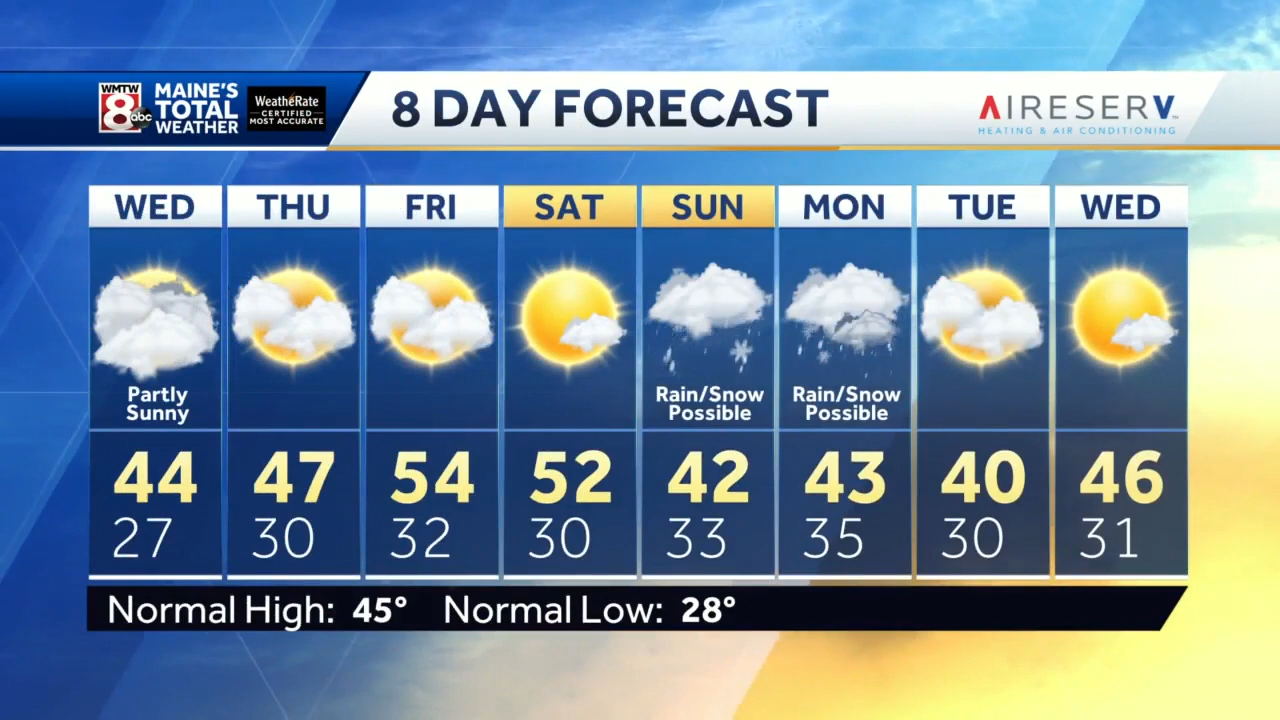 WMTW
8
abc
MAINE'S
TOTAL
WEATHER
WeatheRate
CERTIFIED
MOST ACCURATE
8 DAY FORECAST
AIRESERV™
HEATING & AIR CONDITIONING
WED THU FRI SAT SUN MON TUE WED
Partly
Sunny
Rain/Snow
Possible
Rain/Snow
Possible
44 47 54 52 42 43 40 46
27 30 32 30 33 35 30 31
Normal High: 45° Normal Low: 28°